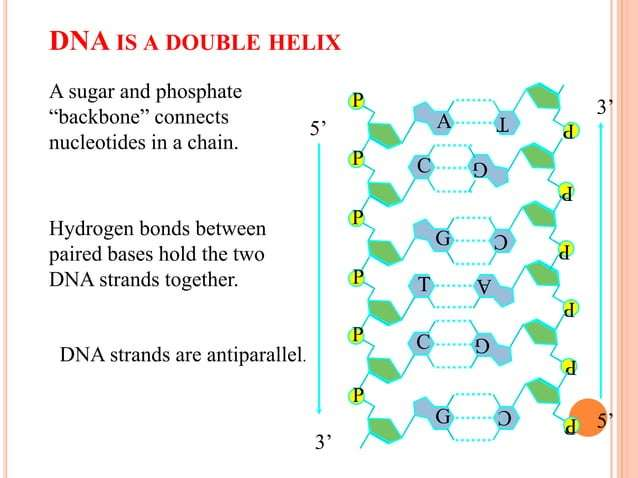 DNA IS A DOUBLE HELIX
A sugar and phosphate
“backbone” connects
nucleotides in a chain.
Hydrogen bonds between
paired bases hold the two
DNA strands together.
DNA strands are antiparallel.
5’
3’
3’
5’
P A T P
P C G P
P G C P
P T A P
P C G P
P G C P